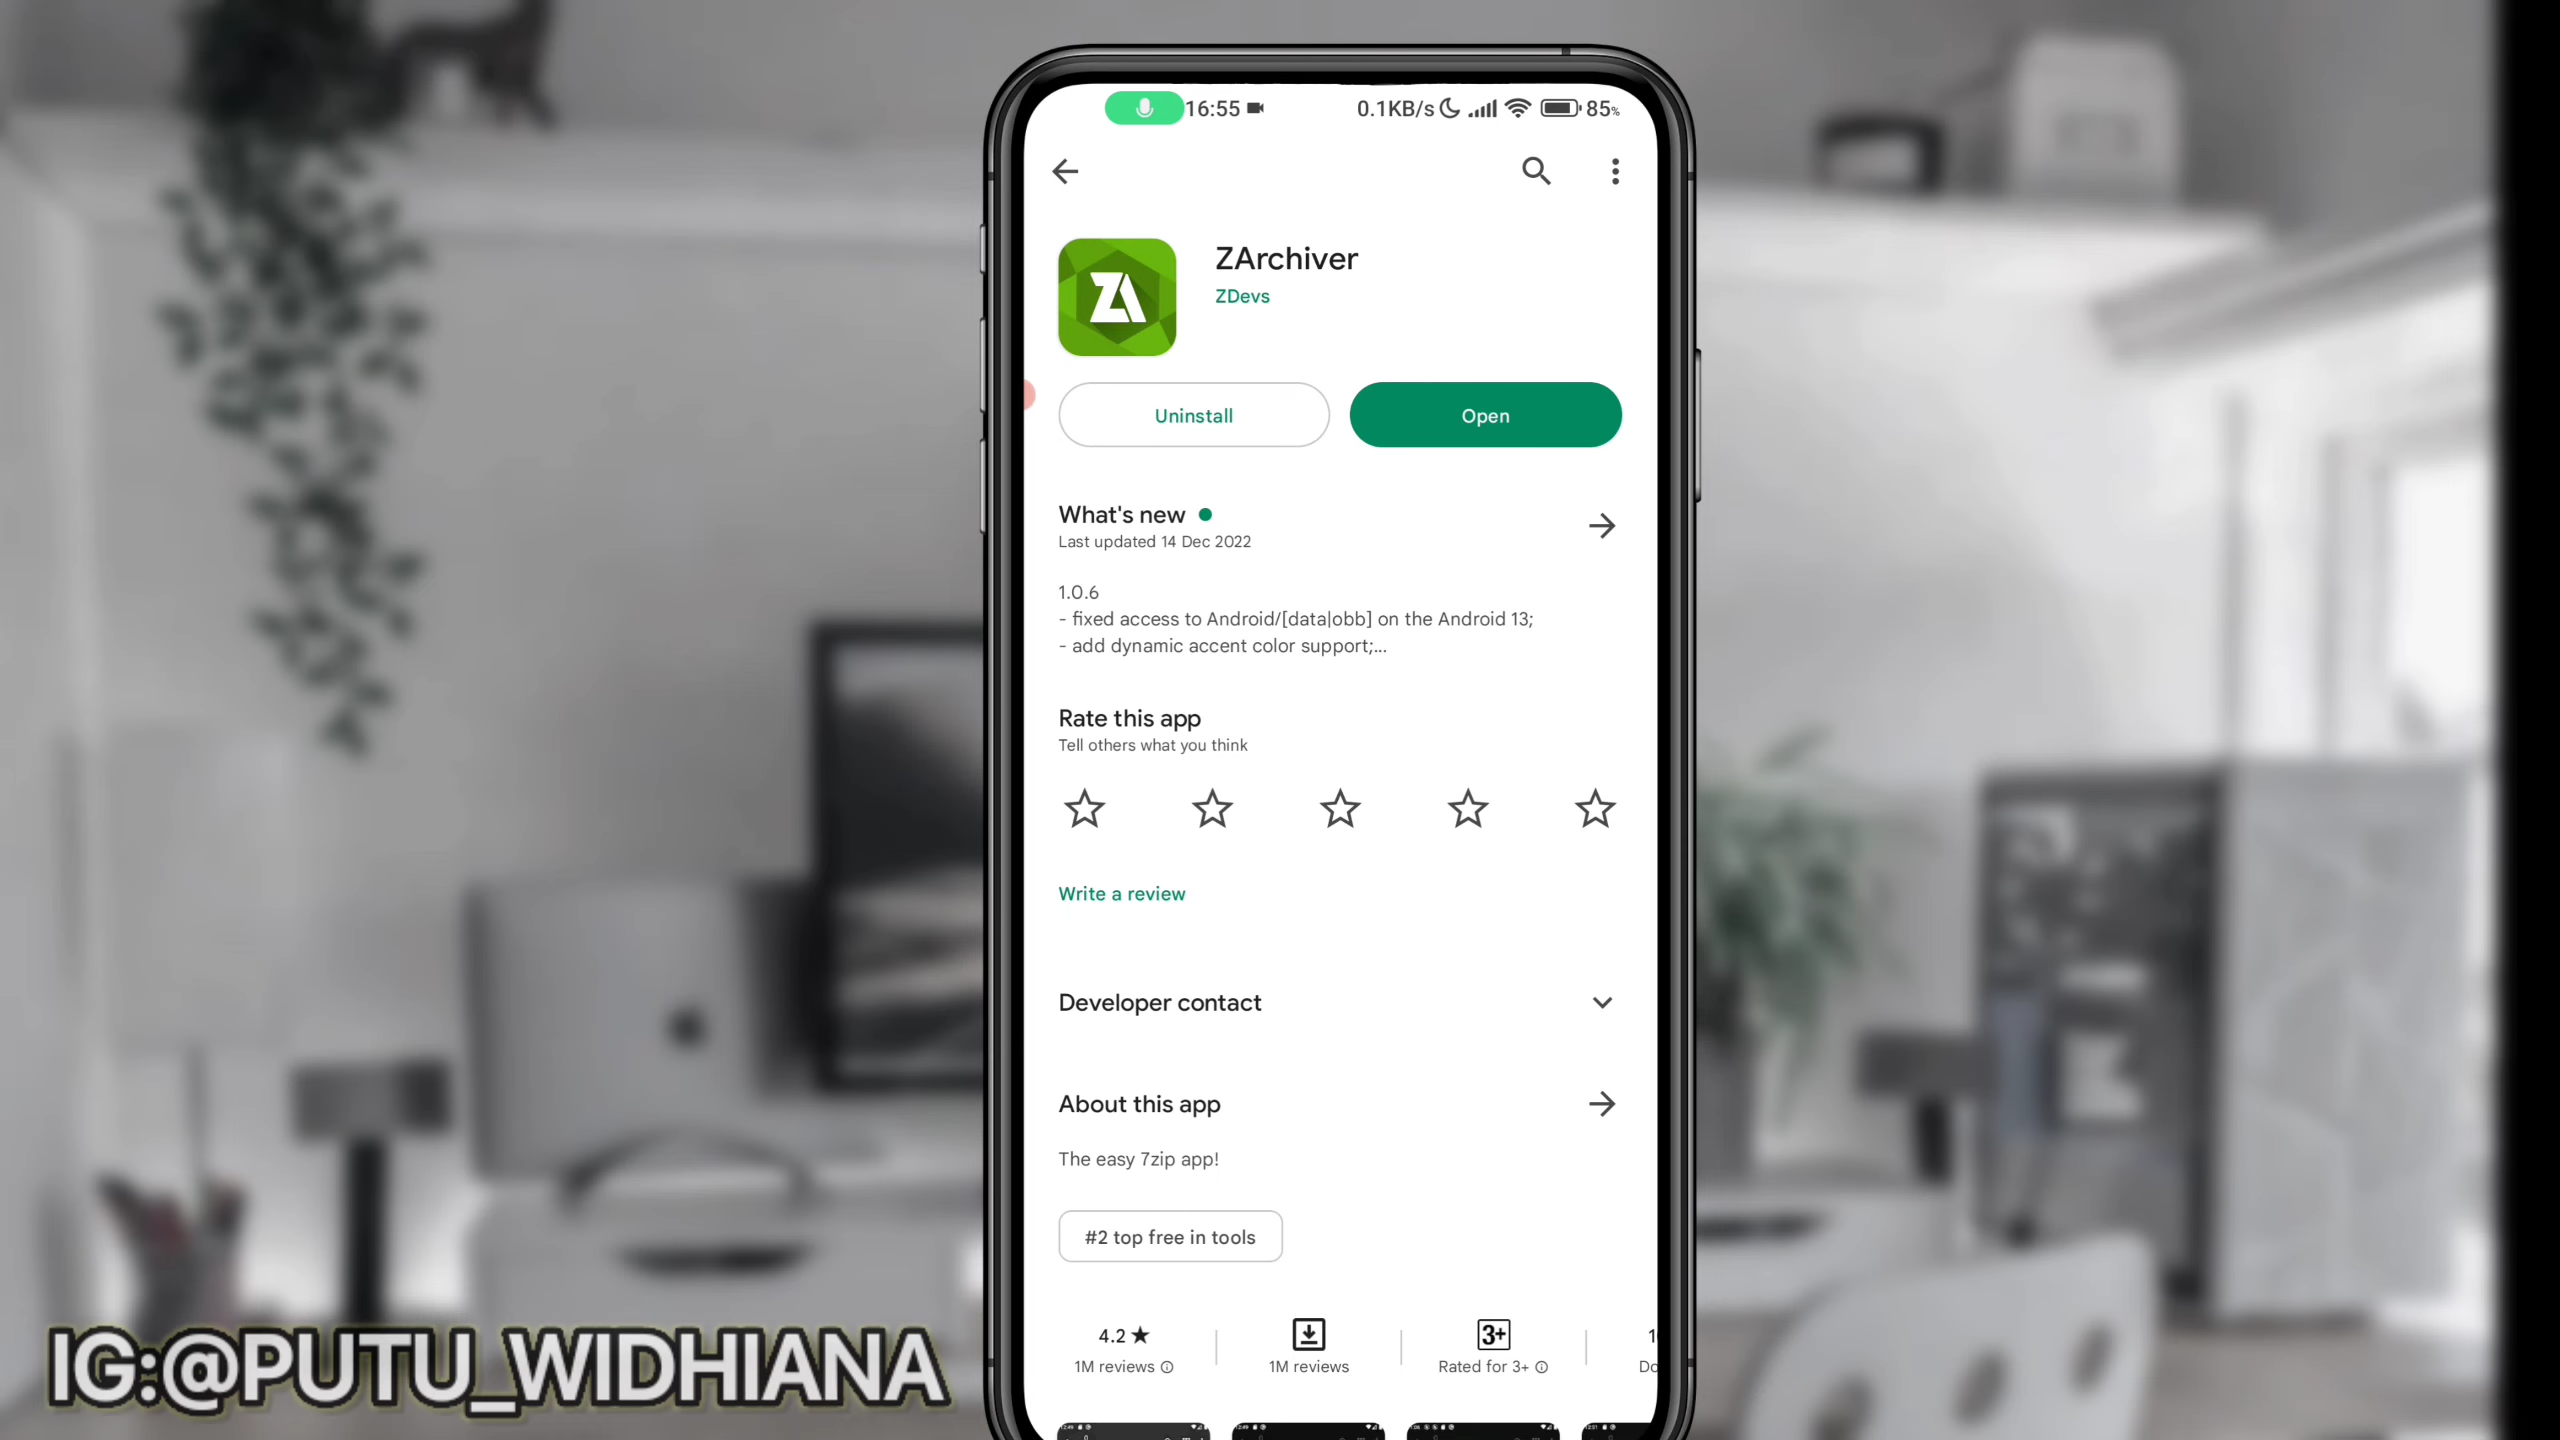 16:55
0.1KB/s
85%
ZArchiver
ZDevs
Uninstall
Open
What's new
Last updated 14 Dec 2022
1.0.6
- fixed access to Android/[data|obb] on the Android 13;
- add dynamic accent color support;...
Rate this app
Tell others what you think
Write a review
Developer contact
About this app
The easy 7zip app!
#2 top free in tools
4.2★
3+
1M reviews
1M reviews
Rated for 3+
IG:@PUTU_WIDHIANA